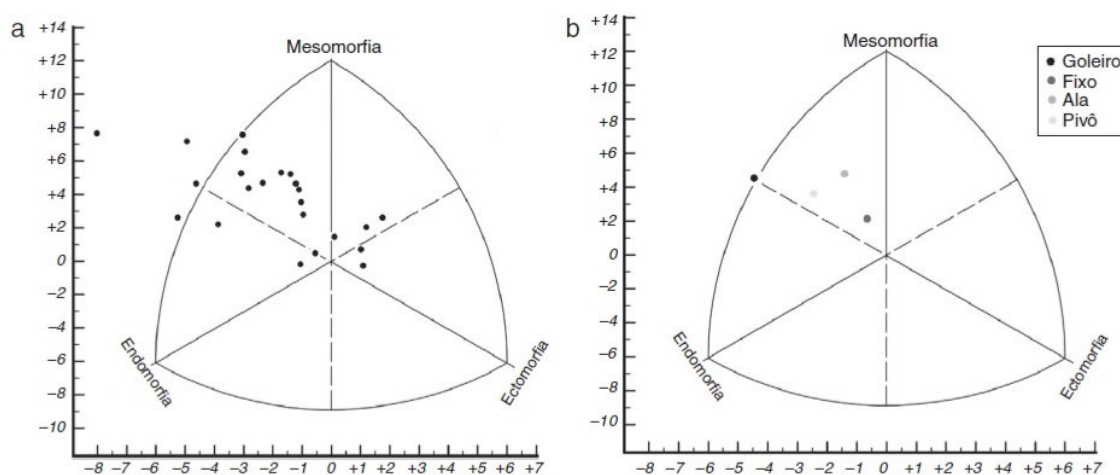 a
Mesomorfia
+14
+12
+10
+8
+6
+4
+2
0
−2
−4
−6
−8
−10
Endomorfia
Ectomorfia
−8 −7 −6 −5 −4 −3 −2 −1 0 +1 +2 +3 +4 +5 +6 +7
b
Mesomorfia
+14
+12
+10
+8
+6
+4
+2
0
−2
−4
−6
−8
−10
Endomorfia
Ectomorfia
−8 −7 −6 −5 −4 −3 −2 −1 0 +1 +2 +3 +4 +5 +6 +7
Goleiro
Fixo
Ala
Pivô